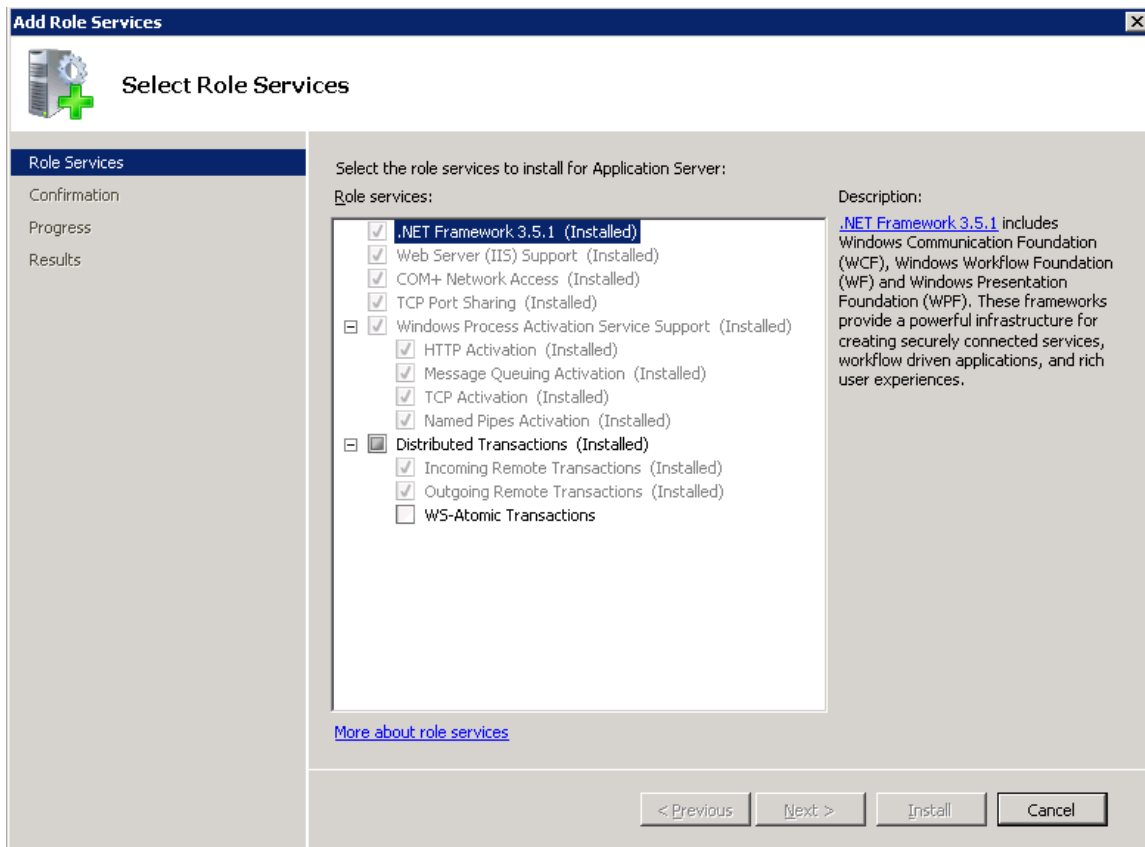 Add Role Services
Select Role Services
Role Services
Confirmation
Progress
Results
Select the role services to install for Application Server:
Role services:
.NET Framework 3.5.1 (Installed)
Web Server (IIS) Support (Installed)
COM+ Network Access (Installed)
TCP Port Sharing (Installed)
Windows Process Activation Service Support (Installed)
HTTP Activation (Installed)
Message Queuing Activation (Installed)
TCP Activation (Installed)
Named Pipes Activation (Installed)
Distributed Transactions (Installed)
Incoming Remote Transactions (Installed)
Outgoing Remote Transactions (Installed)
WS-Atomic Transactions
More about role services
Description:
.NET Framework 3.5.1 includes
Windows Communication Foundation
(WCF), Windows Workflow Foundation
(WF) and Windows Presentation
Foundation (WPF). These frameworks
provide a powerful infrastructure for
creating securely connected services,
workflow driven applications, and rich
user experiences.
< Previous
Next >
Install
Cancel